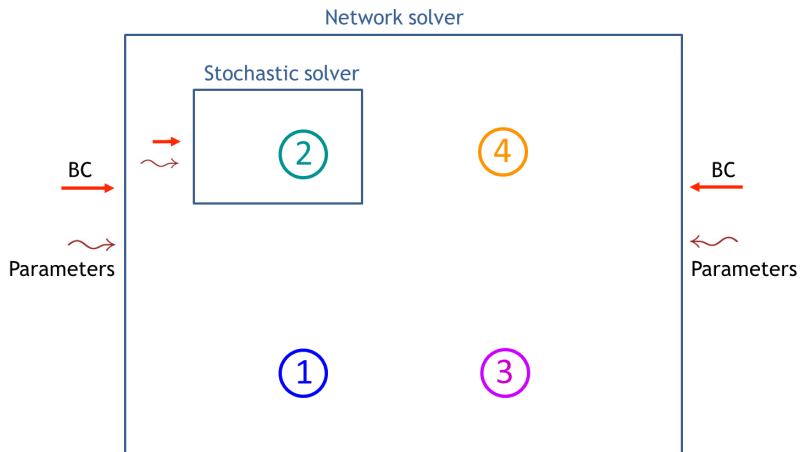 Network solver
Stochastic solver
2
4
BC
BC
Parameters
Parameters
1
3